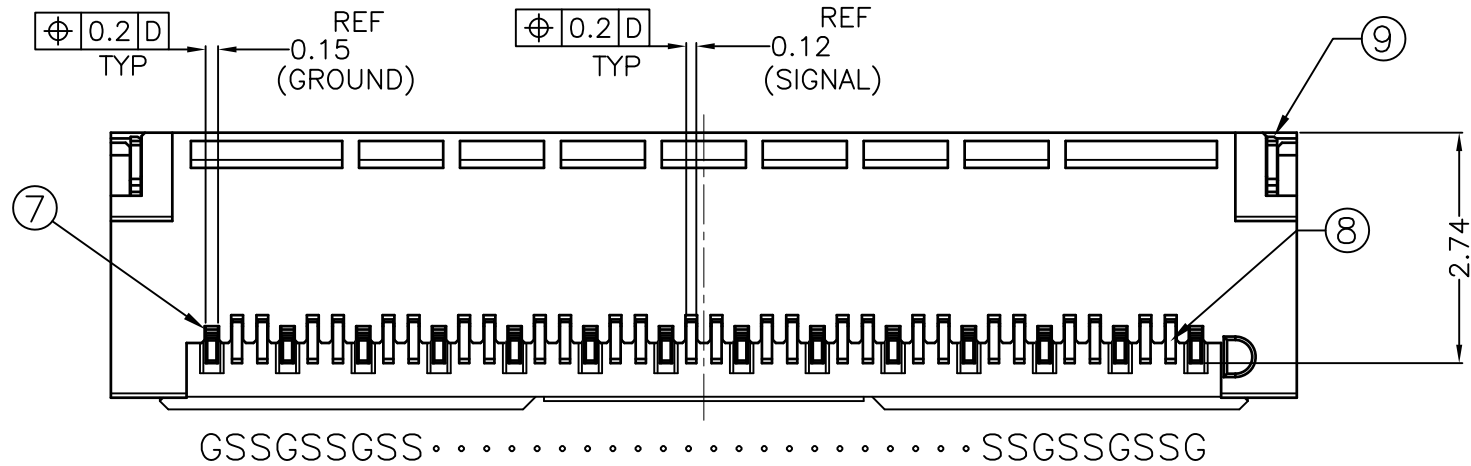 ⌖ 0.2 D
TYP
REF
0.15
(GROUND)
⌖ 0.2 D
TYP
REF
0.12
(SIGNAL)
9
7
8
2.74
GSSGSSGSS······················SSGSSGSSG